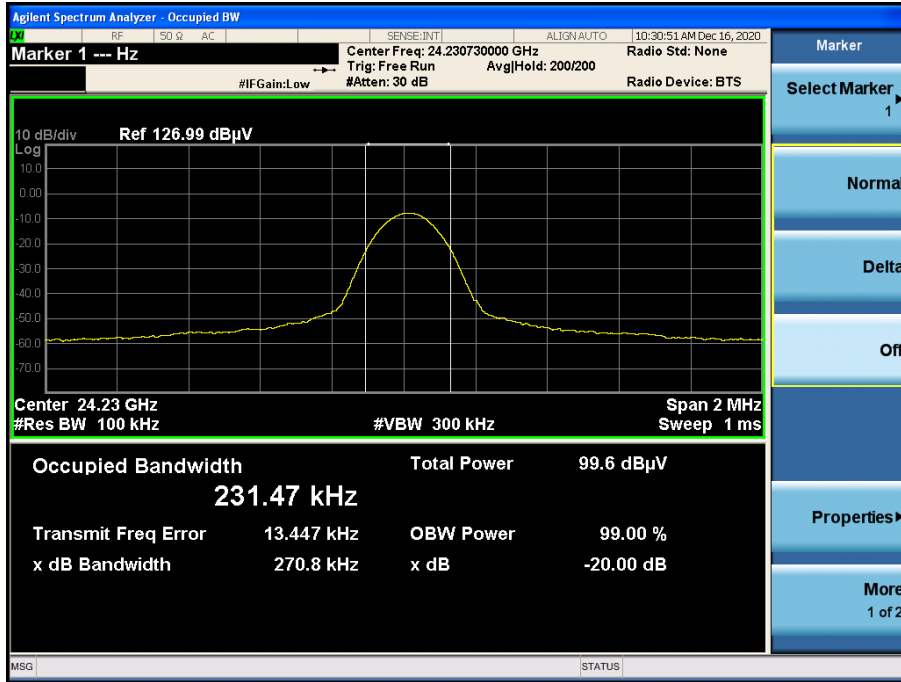 Agilent Spectrum Analyzer - Occupied BW
LXI RF 50 Ω AC SENSE:INT ALIGN AUTO 10:30:51 AM Dec 16, 2020
Marker 1 --- Hz
Center Freq: 24.230730000 GHz
Radio Std: None
Trig: Free Run Avg|Hold: 200/200
#IFGain:Low #Atten: 30 dB Radio Device: BTS
10 dB/div Ref 126.99 dBµV
Log
10.0
0.00
-10.0
-20.0
-30.0
-40.0
-50.0
-60.0
-70.0
Center 24.23 GHz Span 2 MHz
#Res BW 100 kHz #VBW 300 kHz Sweep 1 ms
Occupied Bandwidth Total Power 99.6 dBµV
231.47 kHz
Transmit Freq Error 13.447 kHz OBW Power 99.00 %
x dB Bandwidth 270.8 kHz x dB -20.00 dB
MSG STATUS
Marker
Select Marker
1
Norma
Delta
Off
Properties
More
1 of 2